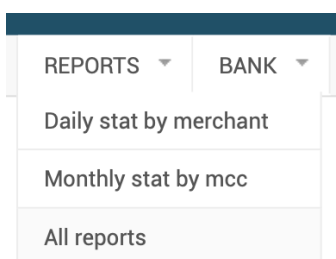 REPORTS BANK
Daily stat by merchant
Monthly stat by mcc
All reports